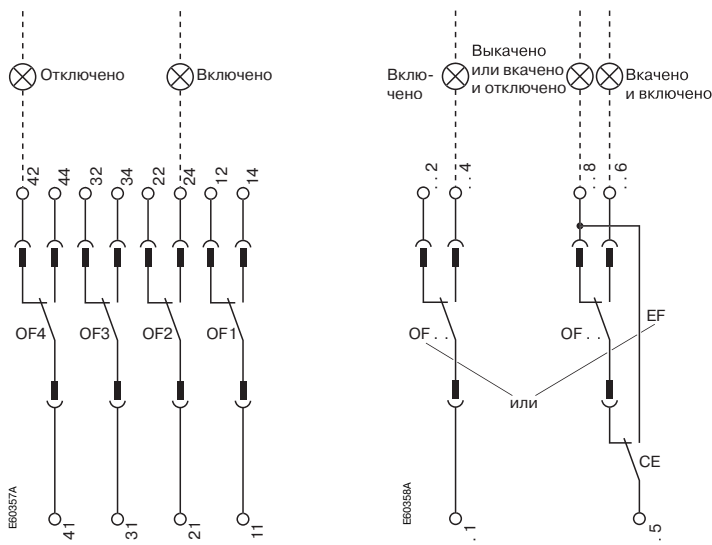 Отключено
Включено
Вклю-
чено
Выкачено
или вкачено
и отключено
Вкачено
и включено
42
44
32
34
22
24
12
14
. . 2
. . 4
. . 8
. . 6
OF4
OF3
OF2
OF1
OF . .
OF . .
EF
или
CE
E60357A
E60358A
41
31
21
11
. 1
. 5